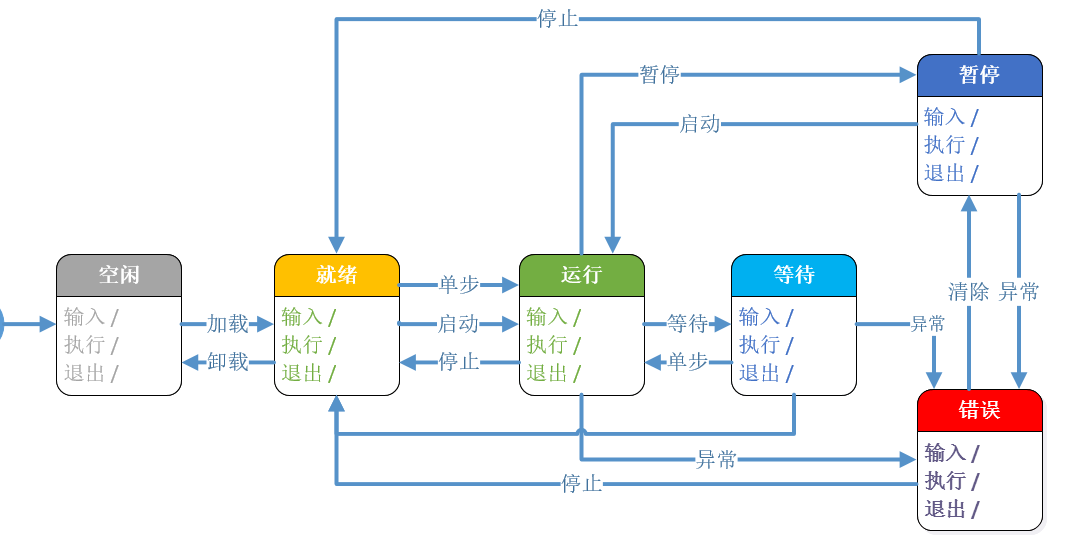 停止
暂停
暂停
启动
输入 /
执行 /
退出 /
空闲
输入 /
执行 /
退出 /
加载
卸载
就绪
输入 /
执行 /
退出 /
单步
启动
停止
运行
输入 /
执行 /
退出 /
等待
单步
等待
输入 /
执行 /
退出 /
异常
清除
异常
错误
输入 /
执行 /
退出 /
异常
停止